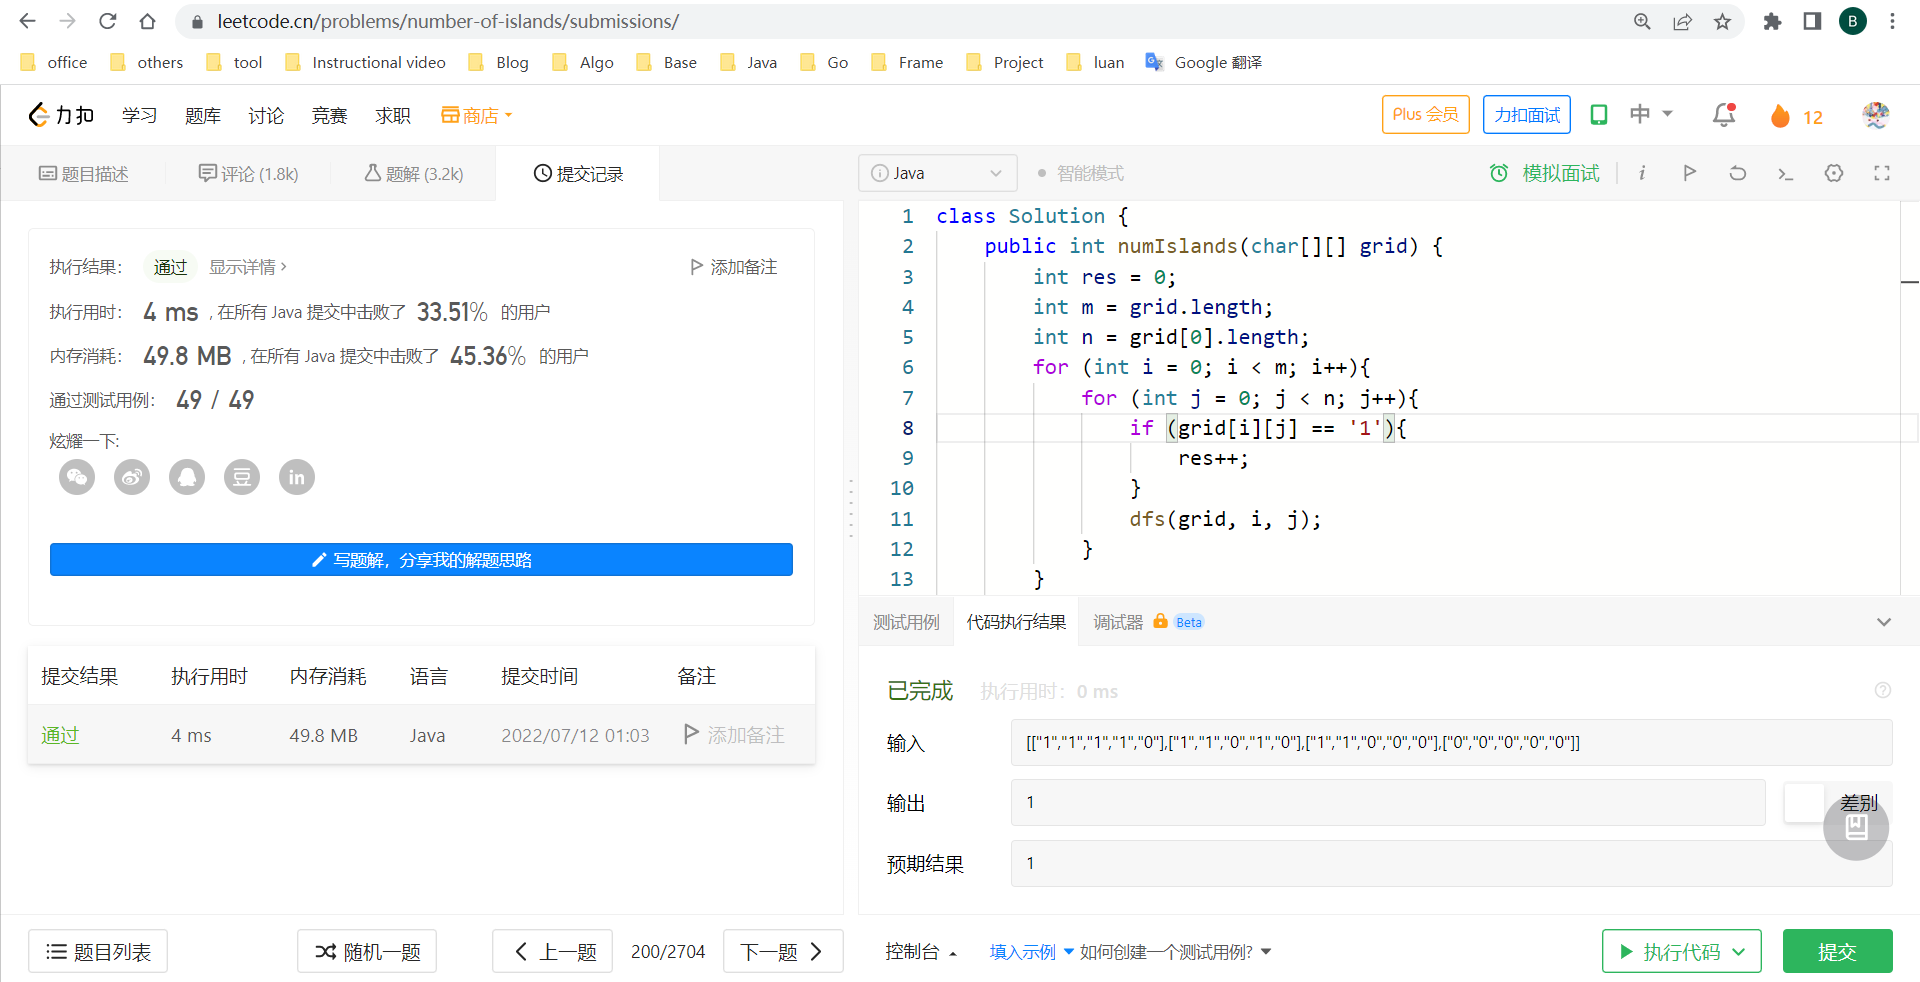 leetcode.cn/problems/number-of-islands/submissions/
B
office others tool Instructional video Blog Algo Base Java Go Frame Project luan Google 翻译
力扣 学习 题库 讨论 竞赛 求职 商店 Plus 会员 力扣面试 中 12
题目描述 评论 (1.8k) 题解 (3.2k) 提交记录
执行结果： 通过 显示详情 › 添加备注
执行用时： 4 ms , 在所有 Java 提交中击败了 33.51% 的用户
内存消耗： 49.8 MB , 在所有 Java 提交中击败了 45.36% 的用户
通过测试用例： 49 / 49
炫耀一下:
豆 in
写题解，分享我的解题思路
提交结果 执行用时 内存消耗 语言 提交时间 备注
通过 4 ms 49.8 MB Java 2022/07/12 01:03 添加备注
题目列表 随机一题 上一题 200/2704 下一题
Java 智能模式 模拟面试 i
1 class Solution {
2 public int numIslands(char[][] grid) {
3 int res = 0;
4 int m = grid.length;
5 int n = grid[0].length;
6 for (int i = 0; i < m; i++){
7 for (int j = 0; j < n; j++){
8 if (grid[i][j] == '1'){
9 res++;
10 }
11 dfs(grid, i, j);
12 }
13 }
测试用例 代码执行结果 调试器 Beta
已完成 执行用时：0 ms
输入 [["1","1","1","1","0"],["1","1","0","1","0"],["1","1","0","0","0"],["0","0","0","0","0"]]
输出 1 差别
预期结果 1
控制台 填入示例 如何创建一个测试用例? 执行代码 提交